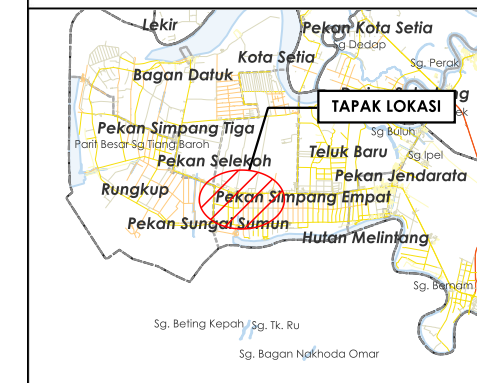 Lekir
Pekan Kota Setia
Sg Dedap
Kota Setia
Sg. Perak
Bagan Datuk
TAPAK LOKASI
Pekan Simpang Tiga
Sg Buluh
Parit Besar Sg Tiang Baroh
Teluk Baru
Sg Ipel
Pekan Selekoh
Pekan Jendarata
Rungkup
Pekan Simpang Empat
Pekan Sungai Sumun
Hutan Melintang
Sg. Bernam
Sg. Beting Kepah
Sg. Tk. Ru
Sg. Bagan Nakhoda Omar